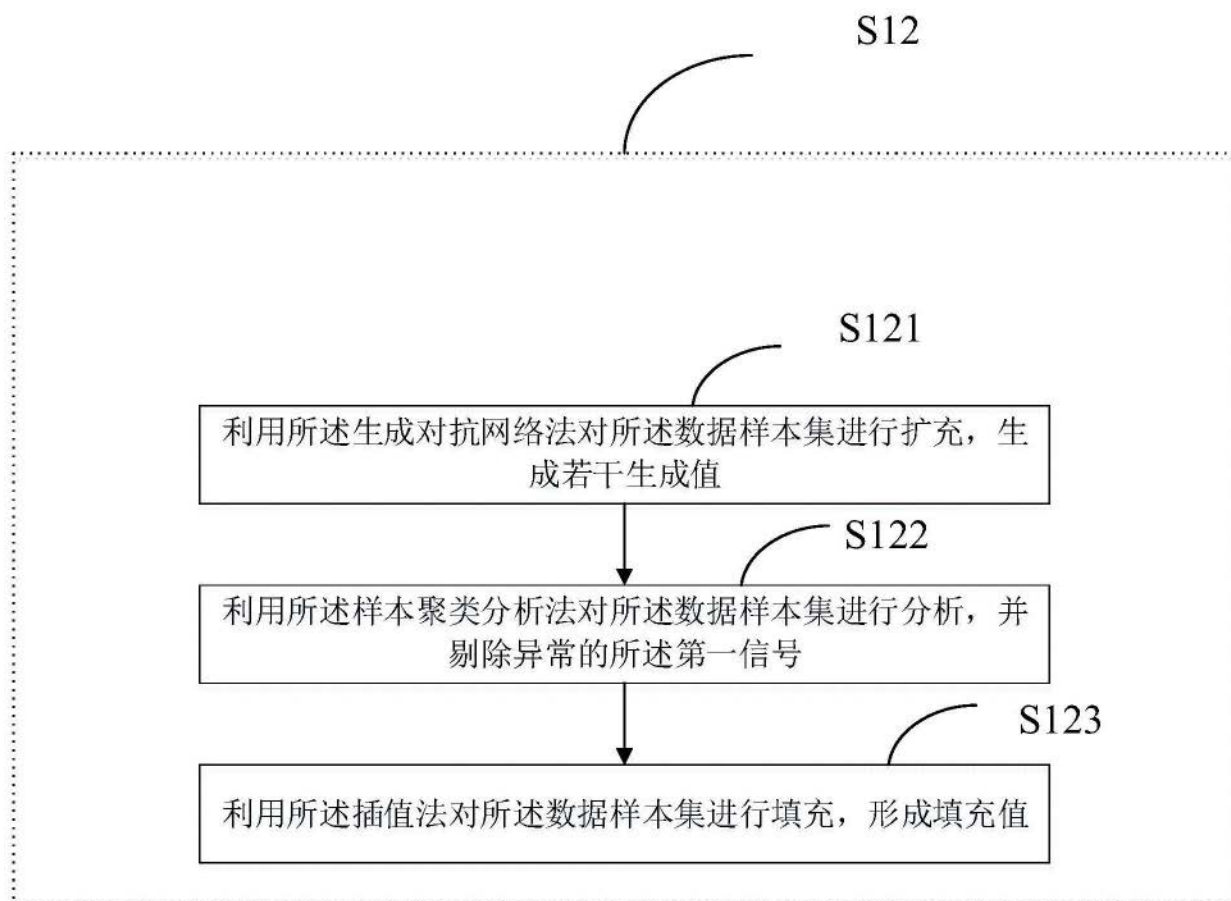 S12
S121
利用所述生成对抗网络法对所述数据样本集进行扩充，生
成若干生成值
S122
利用所述样本聚类分析法对所述数据样本集进行分析，并
剔除异常的所述第一信号
S123
利用所述插值法对所述数据样本集进行填充，形成填充值